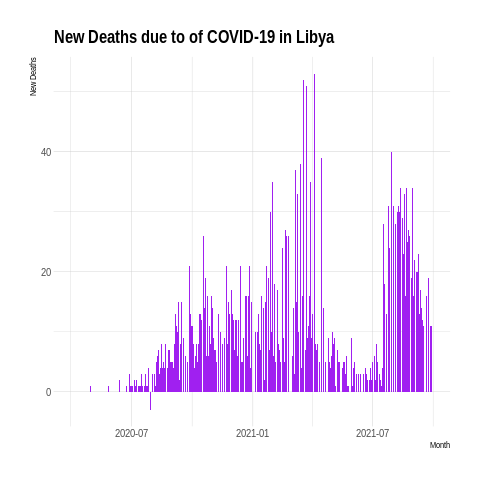 New Deaths due to of COVID-19 in Libya
New Deaths
40
20
0
2020-07
2021-01
2021-07
Month